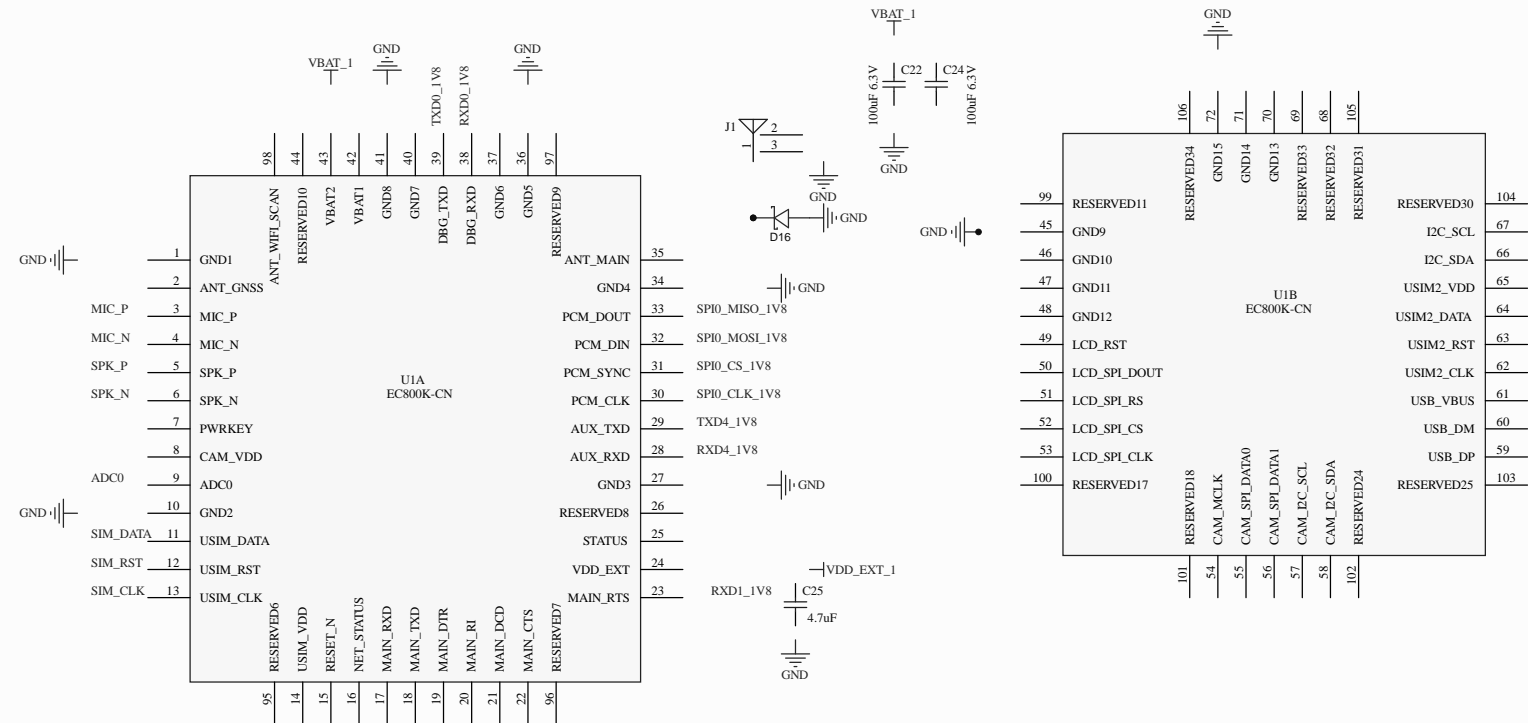 VBAT_1
GND
GND
VBAT_1
GND
GND
TXD0_1V8
RXD0_1V8
C22
100uF 6.3V
C24
100uF 6.3V
GND
J1
1
2
3
GND
D16
GND
GND
98
44
43
42
41
40
39
38
37
36
97
ANT_WIFI_SCAN
RESERVED10
VBAT2
VBAT1
GND8
GND7
DBG_TXD
DBG_RXD
GND6
GND5
RESERVED9
GND
1 GND1
2 ANT_GNSS
MIC_P 3 MIC_P
MIC_N 4 MIC_N
SPK_P 5 SPK_P
SPK_N 6 SPK_N
7 PWRKEY
8 CAM_VDD
ADC0 9 ADC0
GND 10 GND2
SIM_DATA 11 USIM_DATA
SIM_RST 12 USIM_RST
SIM_CLK 13 USIM_CLK
U1A
EC800K-CN
ANT_MAIN 35
GND4 34 GND
PCM_DOUT 33 SPI0_MISO_1V8
PCM_DIN 32 SPI0_MOSI_1V8
PCM_SYNC 31 SPI0_CS_1V8
PCM_CLK 30 SPI0_CLK_1V8
AUX_TXD 29 TXD4_1V8
AUX_RXD 28 RXD4_1V8
GND3 27 GND
RESERVED8 26
STATUS 25
VDD_EXT 24 VDD_EXT_1
MAIN_RTS 23 RXD1_1V8
C25
4.7uF
GND
RESERVED6
USIM_VDD
RESET_N
NET_STATUS
MAIN_RXD
MAIN_TXD
MAIN_DTR
MAIN_RI
MAIN_DCD
MAIN_CTS
RESERVED7
95
14
15
16
17
18
19
20
21
22
96
106
72
71
70
69
68
105
RESERVED34
GND15
GND14
GND13
RESERVED33
RESERVED32
RESERVED31
99 RESERVED11
45 GND9
46 GND10
47 GND11
48 GND12
49 LCD_RST
50 LCD_SPI_DOUT
51 LCD_SPI_RS
52 LCD_SPI_CS
53 LCD_SPI_CLK
100 RESERVED17
U1B
EC800K-CN
RESERVED30 104
I2C_SCL 67
I2C_SDA 66
USIM2_VDD 65
USIM2_DATA 64
USIM2_RST 63
USIM2_CLK 62
USB_VBUS 61
USB_DM 60
USB_DP 59
RESERVED25 103
RESERVED18
CAM_MCLK
CAM_SPI_DATA0
CAM_SPI_DATA1
CAM_I2C_SCL
CAM_I2C_SDA
RESERVED24
101
54
55
56
57
58
102